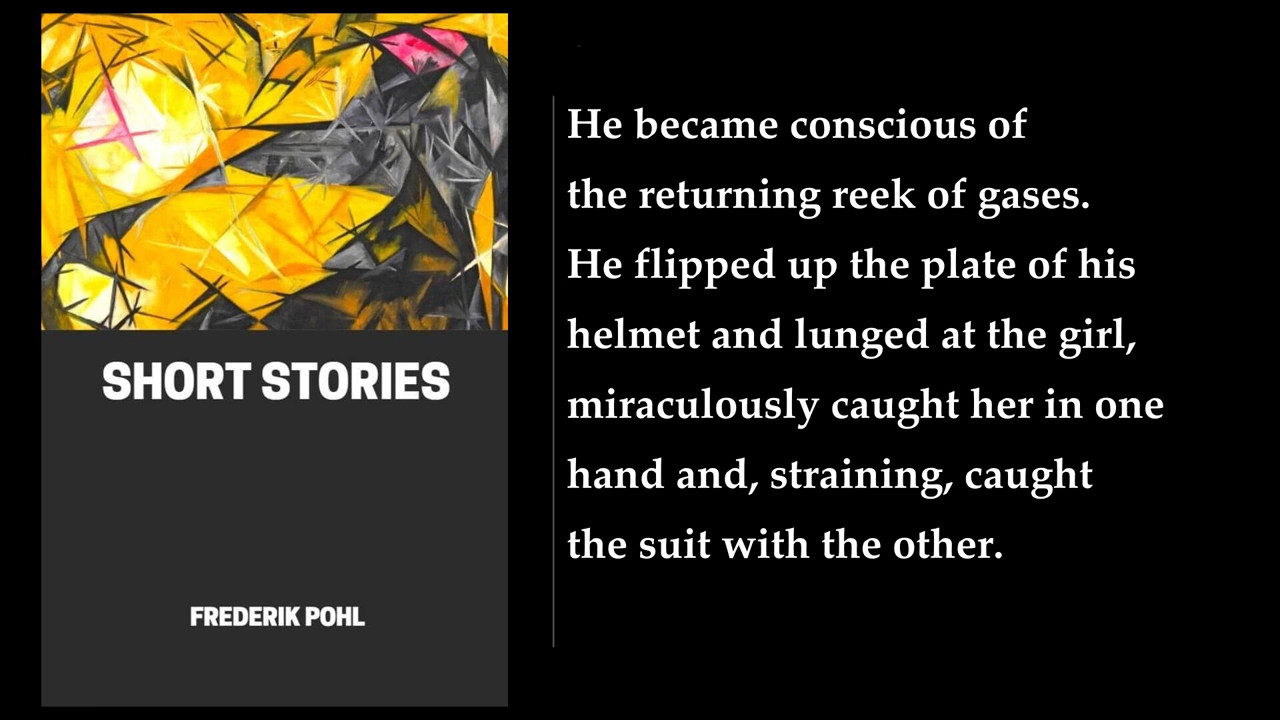 SHORT STORIES
FREDERIK POHL
He became conscious of
the returning reek of gases.
He flipped up the plate of his
helmet and lunged at the girl,
miraculously caught her in one
hand and, straining, caught
the suit with the other.